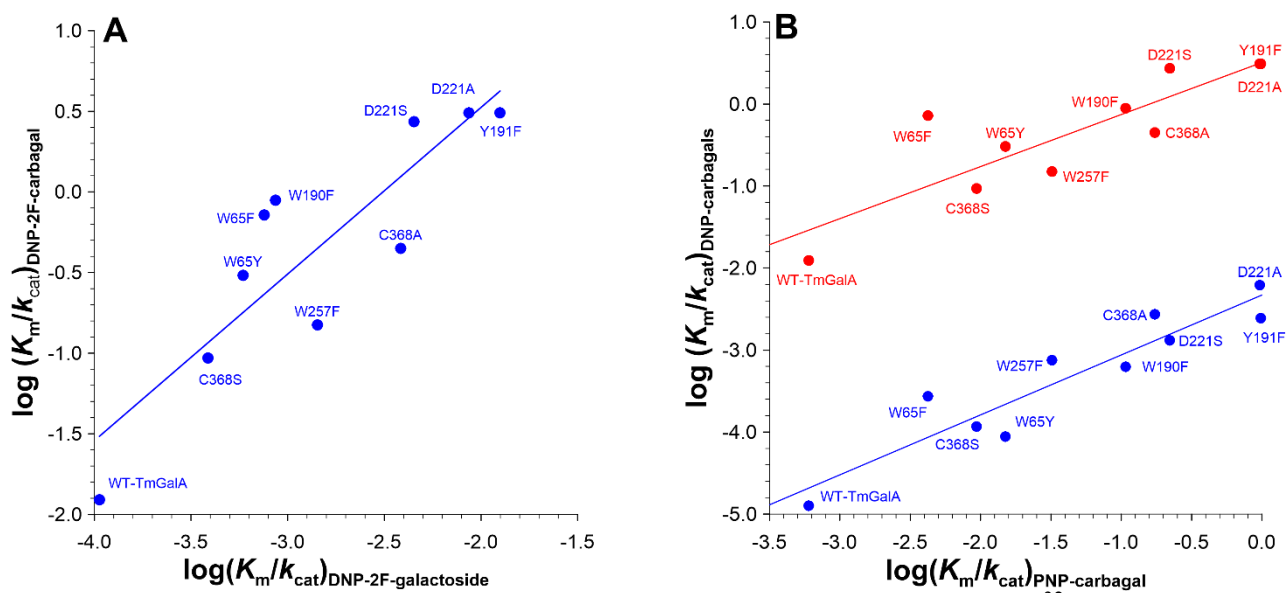 A
1.0
0.5
0.0
-0.5
-1.0
-1.5
-2.0
log (Km/kcat)DNP-2F-carbagal
D221S
D221A
Y191F
W190F
W65F
C368A
W65Y
W257F
C368S
WT-TmGalA
-4.0 -3.5 -3.0 -2.5 -2.0 -1.5
log(Km/kcat)DNP-2F-galactoside
B
1.0
0.0
-1.0
-2.0
-3.0
-4.0
-5.0
log (Km/kcat)DNP-carbagals
D221S
Y191F
D221A
W190F
W65F
W65Y
C368A
W257F
C368S
WT-TmGalA
D221A
C368A
Y191F
D221S
W257F
W190F
W65F
W65Y
C368S
WT-TmGalA
-3.5 -3.0 -2.5 -2.0 -1.5 -1.0 -0.5 0.0
log(Km/kcat)PNP-carbagal